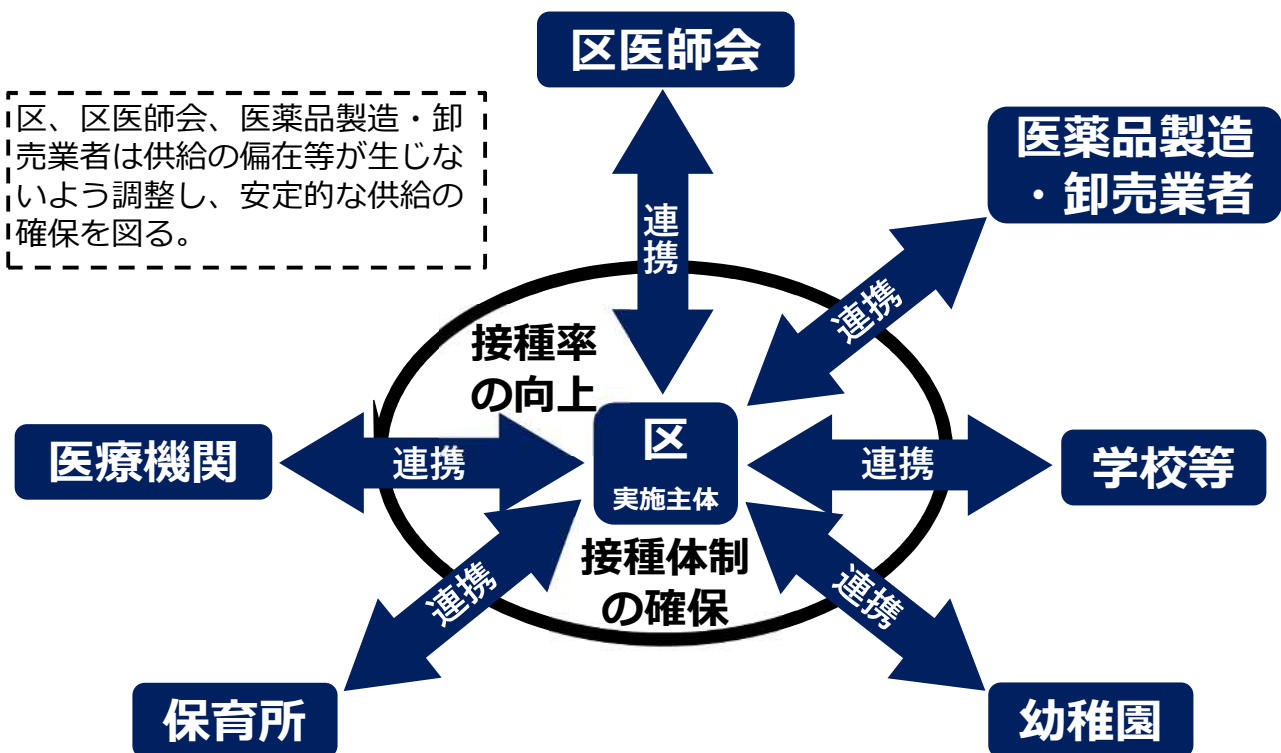 区医師会
区、区医師会、医薬品製造・卸
売業者は供給の偏在等が生じな
いよう調整し、安定的な供給の
確保を図る。
医薬品製造
・卸売業者
連携
連携
接種率
の向上
医療機関
連携
区
実施主体
連携
学校等
接種体制
の確保
連携
連携
保育所
幼稚園